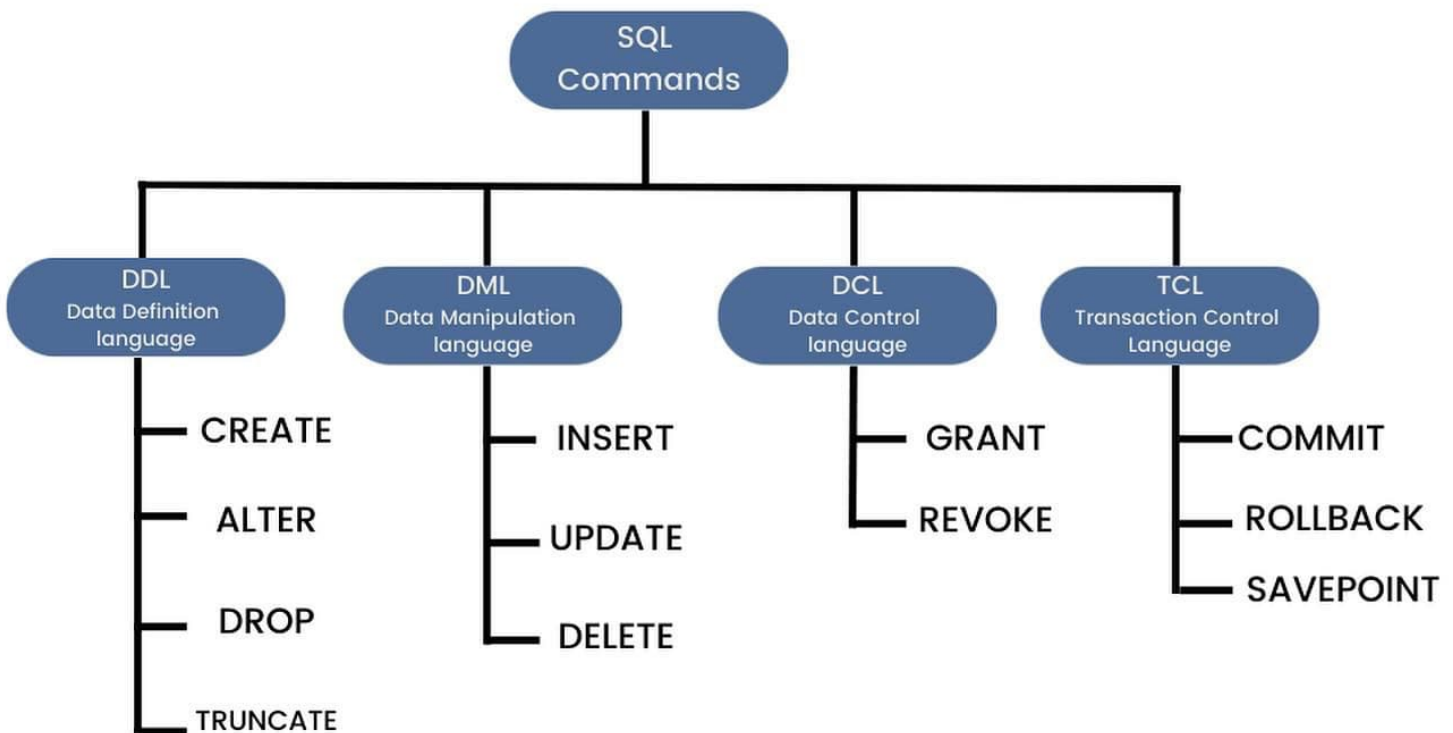 SQL
Commands
DDL
Data Definition
language
CREATE
ALTER
DROP
TRUNCATE
DML
Data Manipulation
language
INSERT
UPDATE
DELETE
DCL
Data Control
language
GRANT
REVOKE
TCL
Transaction Control
Language
COMMIT
ROLLBACK
SAVEPOINT